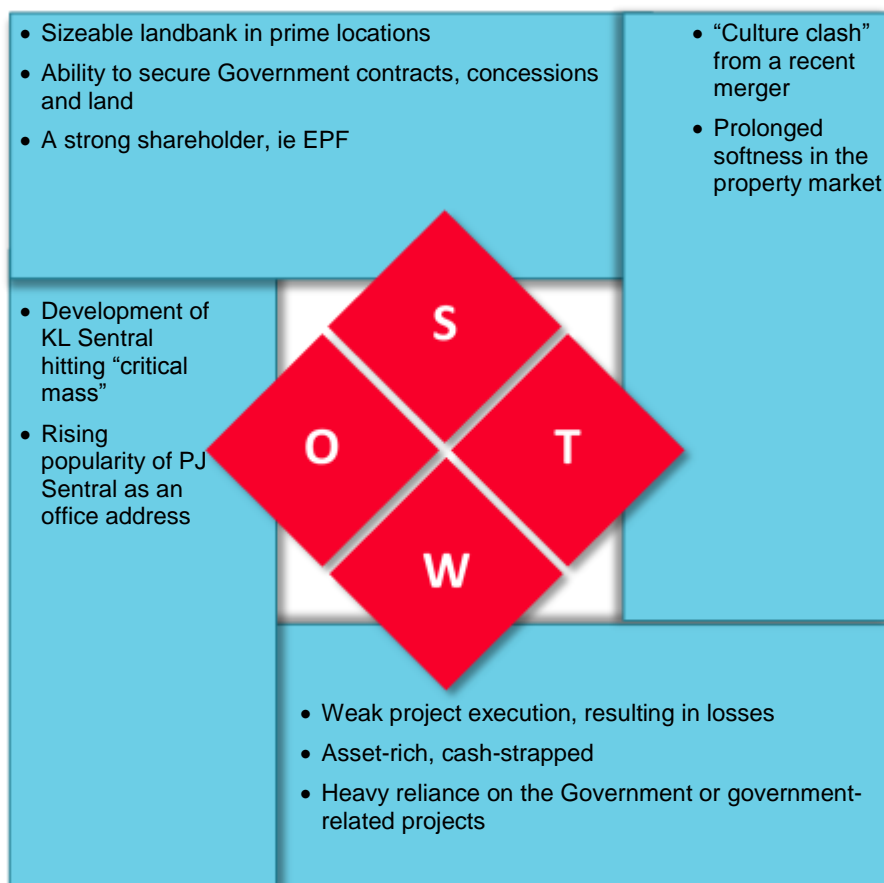 • Sizeable landbank in prime locations
• Ability to secure Government contracts, concessions
and land
• A strong shareholder, ie EPF
• “Culture clash”
from a recent
merger
• Prolonged
softness in the
property market
• Development of
KL Sentral
hitting “critical
mass”
• Rising
popularity of PJ
Sentral as an
office address
S
O
T
W
• Weak project execution, resulting in losses
• Asset-rich, cash-strapped
• Heavy reliance on the Government or government-
related projects